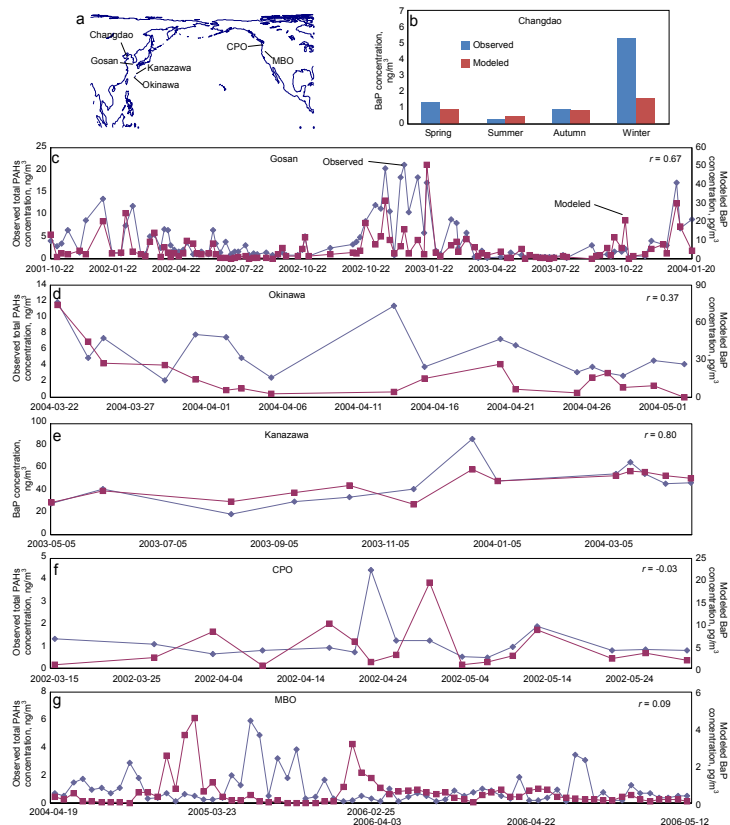 a
Changdao
Gosan
Kanazawa
Okinawa
CPO
MBO
b
Changdao
BaP concentration,
ng/m³
7
6
5
4
3
2
1
0
Observed
Modeled
Spring Summer Autumn Winter
c
Gosan
Observed
Modeled
r = 0.67
Observed total PAHs
concentration, ng/m³
25
20
15
10
5
0
Modeled BaP
concentration, pg/m³
60
50
40
30
20
10
0
2001-10-22 2002-01-22 2002-04-22 2002-07-22 2002-10-22 2002-10-22 2003-01-22 2003-04-22 2003-07-22 2003-10-22 2004-01-20
d
Okinawa
r = 0.37
Observed total PAHs
concentration, ng/m³
14
12
10
8
6
4
2
0
Modeled BaP
concentration, pg/m³
90
60
30
0
2004-03-22 2004-03-27 2004-04-01 2004-04-06 2004-04-11 2004-04-16 2004-04-21 2004-04-26 2004-05-01
e
Kanazawa
r = 0.80
BaP concentration,
pg/m³
100
80
60
40
20
0
2003-05-05 2003-07-05 2003-09-05 2003-11-05 2004-01-05 2004-03-05
f
CPO
r = -0.03
Observed total PAHs
concentration, ng/m³
5
4
3
2
1
0
Modeled BaP
concentration, pg/m³
25
20
15
10
5
0
2002-03-15 2002-03-25 2002-04-04 2002-04-14 2002-04-24 2002-05-04 2002-05-14 2002-05-24
g
MBO
r = 0.09
Observed total PAHs
concentration, ng/m³
8
6
4
2
0
Modeled BaP
concentration, pg/m³
6
4
2
0
2004-04-19 2005-03-23 2006-02-25
2006-04-03 2006-04-22 2006-05-12